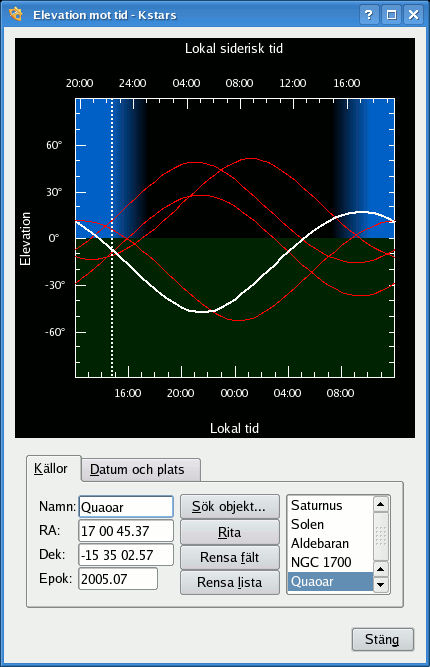 Elevation mot tid - Kstars
Lokal siderisk tid
20:00 24:00 04:00 08:00 12:00 16:00
Elevation
60°
30°
0°
-30°
-60°
16:00 20:00 00:00 04:00 08:00
Lokal tid
Källor Datum och plats
Namn: Quaoar
RA: 17 00 45.37
Dek: -15 35 02.57
Epok: 2005.07
Sök objekt...
Rita
Rensa fält
Rensa lista
Saturnus
Solen
Aldebaran
NGC 1700
Quaoar
Stäng